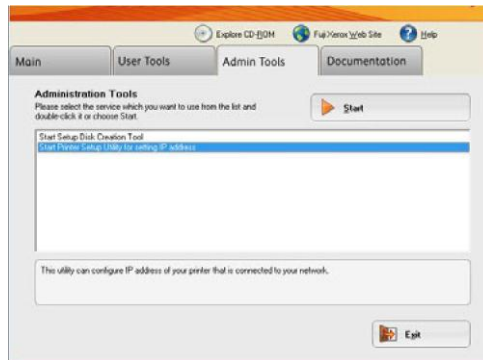 Explore CD-ROM Fuji Xerox Web Site Help
Main User Tools Admin Tools Documentation
Administration Tools
Please select the service which you want to use from the list and
double-click it or choose Start.
Start
Start Setup Disk Creation Tool
Start Printer Setup Utility for setting IP address
This utility can configure IP address of your printer that is connected to your network.
Exit